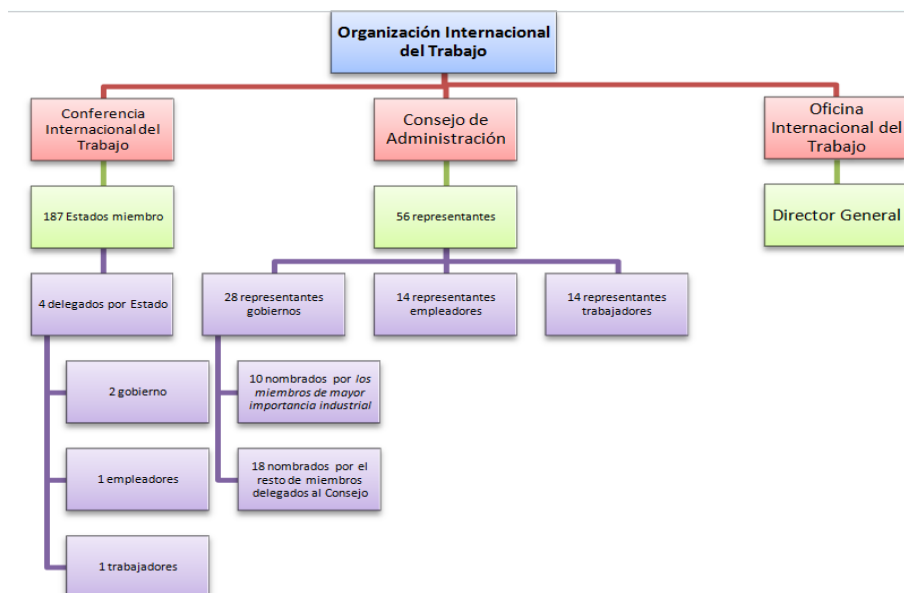 Organización Internacional
del Trabajo
Conferencia
Internacional del
Trabajo
Consejo de
Administración
Oficina
Internacional del
Trabajo
187 Estados miembro
56 representantes
Director General
4 delegados por Estado
28 representantes
gobiernos
14 representantes
empleadores
14 representantes
trabajadores
2 gobierno
10 nombrados por los
miembros de mayor
importancia industrial
1 empleadores
18 nombrados por el
resto de miembros
delegados al Consejo
1 trabajadores